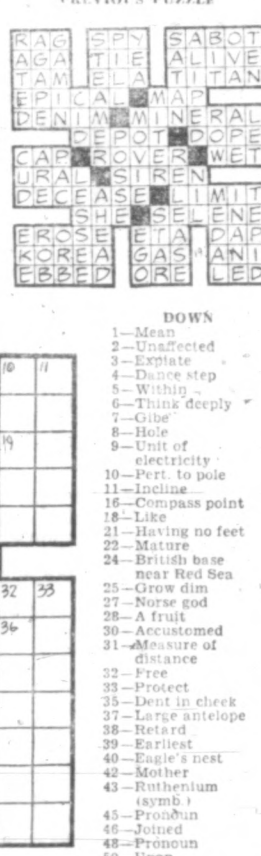 PREVIOUS PUZZLE
RAG SPY SABOT
AGA TIE ALIVE
TAM ELA TITAN
EPICAL MAP
DENIM MINERAL
DEPOT DOPE
CAP ROVER WET
URAL SIREN
DECEASE LIMIT
SHE SELENE
EROSE ETA DAP
KOREA GAS ANI
EBBED ORE LED
10 11
19
32 33
36
DOWN
1—Mean
2—Unaffected
3—Expiate
4—Dance step
5—Within
6—Think deeply
7—Gibe
8—Hole
9—Unit of
electricity
10—Pert. to pole
11—Incline
16—Compass point
18—Like
21—Having no feet
22—Mature
24—British base
near Red Sea
25—Grow dim
27—Norse god
28—A fruit
30—Accustomed
31—Measure of
distance
32—Free
33—Protect
35—Dent in cheek
37—Large antelope
38—Retard
39—Earliest
40—Eagle's nest
42—Mother
43—Ruthenium
(symb.)
45—Pronoun
46—Joined
48—Pronoun